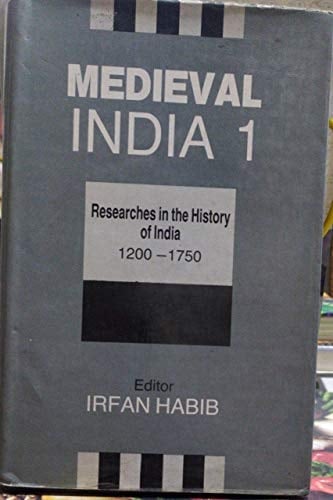 MEDIEVAL
INDIA 1
Researches in the History
of India
1200 – 1750
Editor
IRFAN HABIB